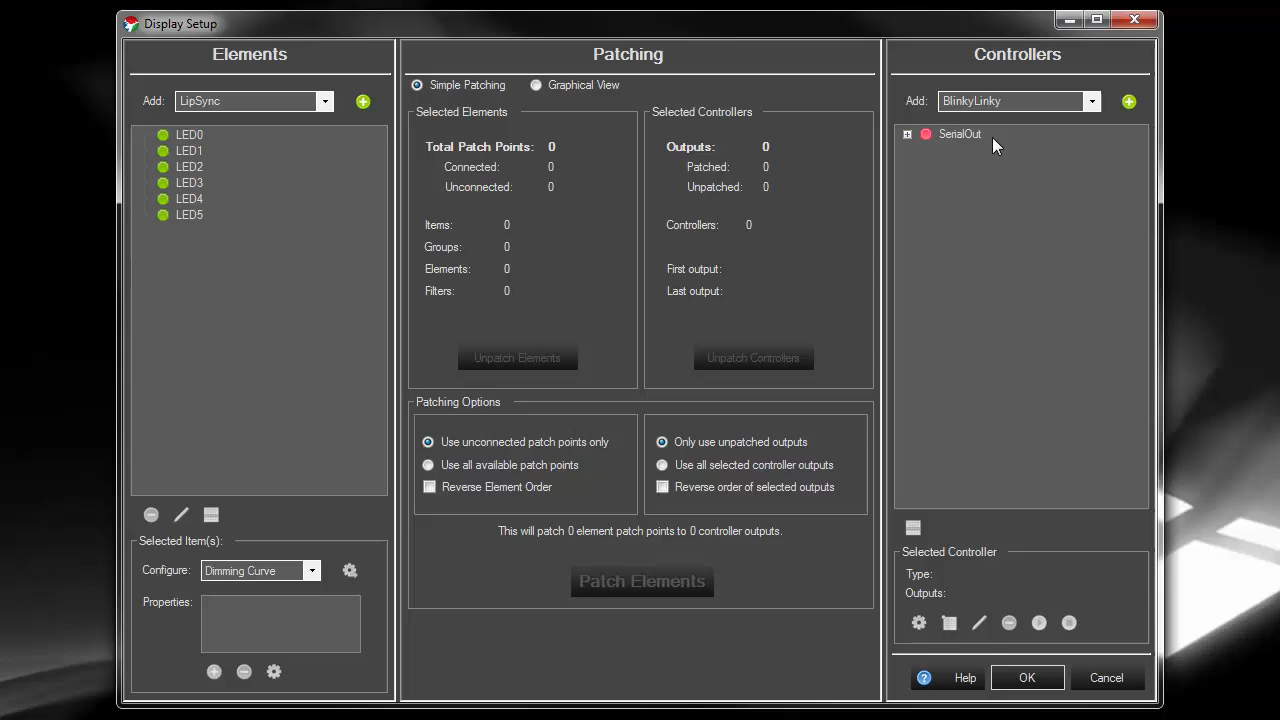 Display Setup
Elements
Add: LipSync
LED0
LED1
LED2
LED3
LED4
LED5
Selected Item(s):
Configure: Dimming Curve
Properties:
Patching
Simple Patching Graphical View
Selected Elements
Total Patch Points: 0
Connected: 0
Unconnected: 0
Items: 0
Groups: 0
Elements: 0
Filters: 0
Unpatch Elements
Selected Controllers
Outputs: 0
Patched: 0
Unpatched: 0
Controllers: 0
First output:
Last output:
Unpatch Controllers
Patching Options
Use unconnected patch points only
Use all available patch points
Reverse Element Order
Only use unpatched outputs
Use all selected controller outputs
Reverse order of selected outputs
This will patch 0 element patch points to 0 controller outputs.
Patch Elements
Controllers
Add: BlinkyLinky
SerialOut
Selected Controller
Type:
Outputs:
Help OK Cancel